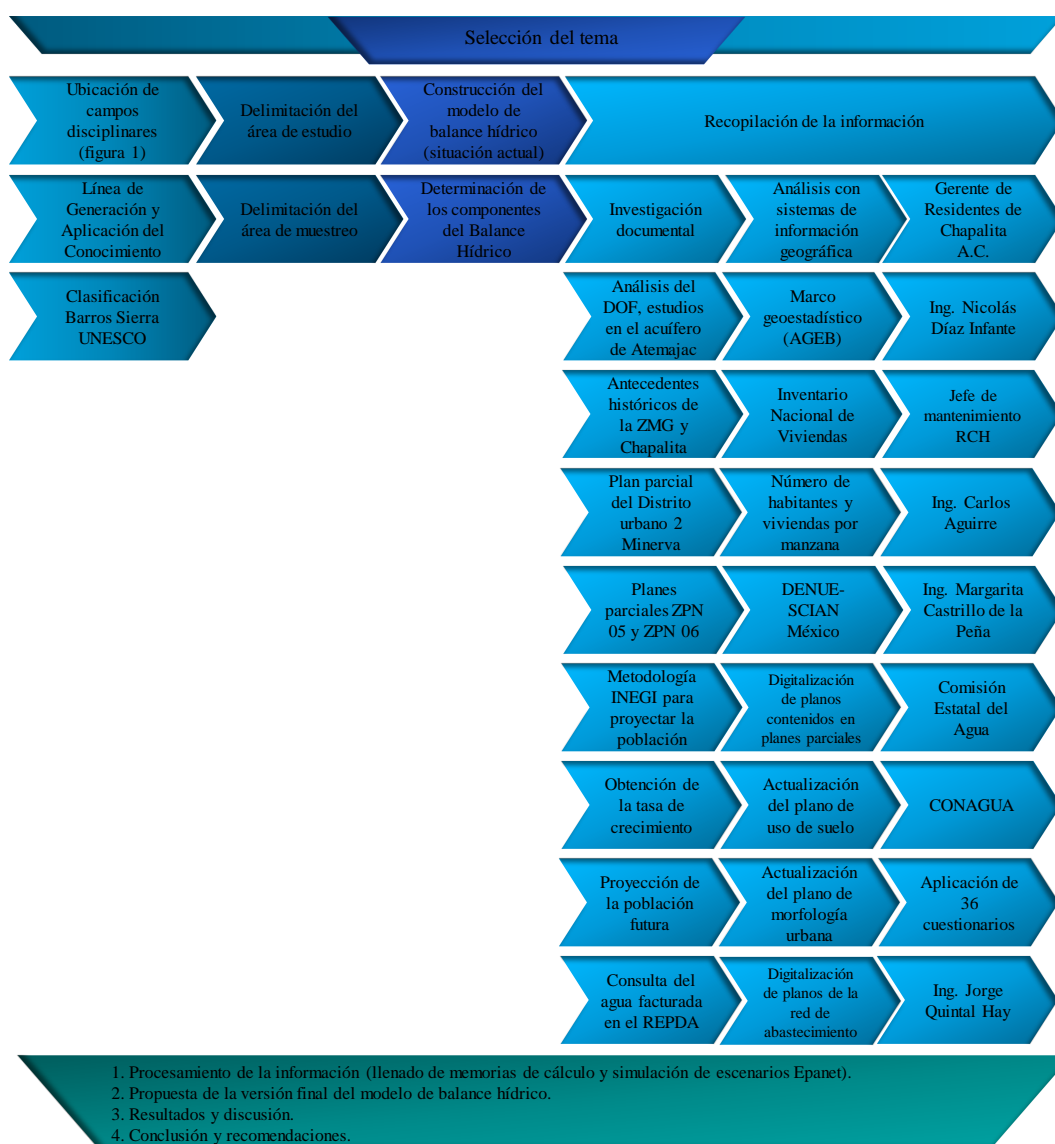 Selección del tema
Ubicación de
campos
disciplinares
(figura 1)
Delimitación del
área de estudio
Construcción del
modelo de
balance hídrico
(situación actual)
Recopilación de la información
Línea de
Generación y
Aplicación del
Conocimiento
Delimitación del
área de muestreo
Determinación de
los componentes
del Balance
Hídrico
Investigación
documental
Análisis con
sistemas de
información
geográfica
Gerente de
Residentes de
Chapalita
A.C.
Clasificación
Barros Sierra
UNESCO
Análisis del
DOF, estudios
en el acuífero
de Atemajac
Marco
geoestadístico
(AGEB)
Ing. Nicolás
Díaz Infante
Antecedentes
históricos de
la ZMG y
Chapalita
Inventario
Nacional de
Viviendas
Jefe de
mantenimiento
RCH
Plan parcial
del Distrito
urbano 2
Minerva
Número de
habitantes y
viviendas por
manzana
Ing. Carlos
Aguirre
Planes
parciales ZPN
05 y ZPN 06
DENUE-
SCIAN
México
Ing. Margarita
Castrillo de la
Peña
Metodología
INEGI para
proyectar la
población
Digitalización
de planos
contenidos en
planes parciales
Comisión
Estatal del
Agua
Obtención de
la tasa de
crecimiento
Actualización
del plano de
uso de suelo
CONAGUA
Proyección de
la población
futura
Actualización
del plano de
morfología
urbana
Aplicación de
36
cuestionarios
Consulta del
agua facturada
en el REPDA
Digitalización
de planos de la
red de
abastecimiento
Ing. Jorge
Quintal Hay
1. Procesamiento de la información (llenado de memorias de cálculo y simulación de escenarios Epanet).
2. Propuesta de la versión final del modelo de balance hídrico.
3. Resultados y discusión.
4. Conclusión y recomendaciones.